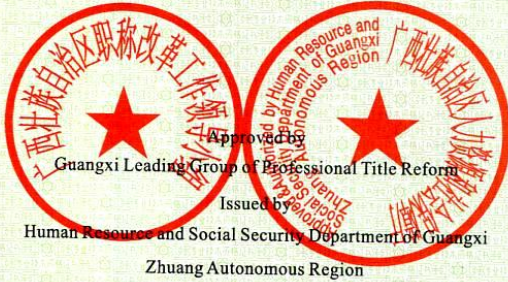 广西壮族自治区职称改革工作领导小组
Approved & Printed by Human Resource and
Social Security Department of Guangxi
Zhuang Autonomous Region
广西壮族自治区人力资源和社会保障厅
Approved by
Guangxi Leading Group of Professional Title Reform
Issued by
Human Resource and Social Security Department of Guangxi
Zhuang Autonomous Region